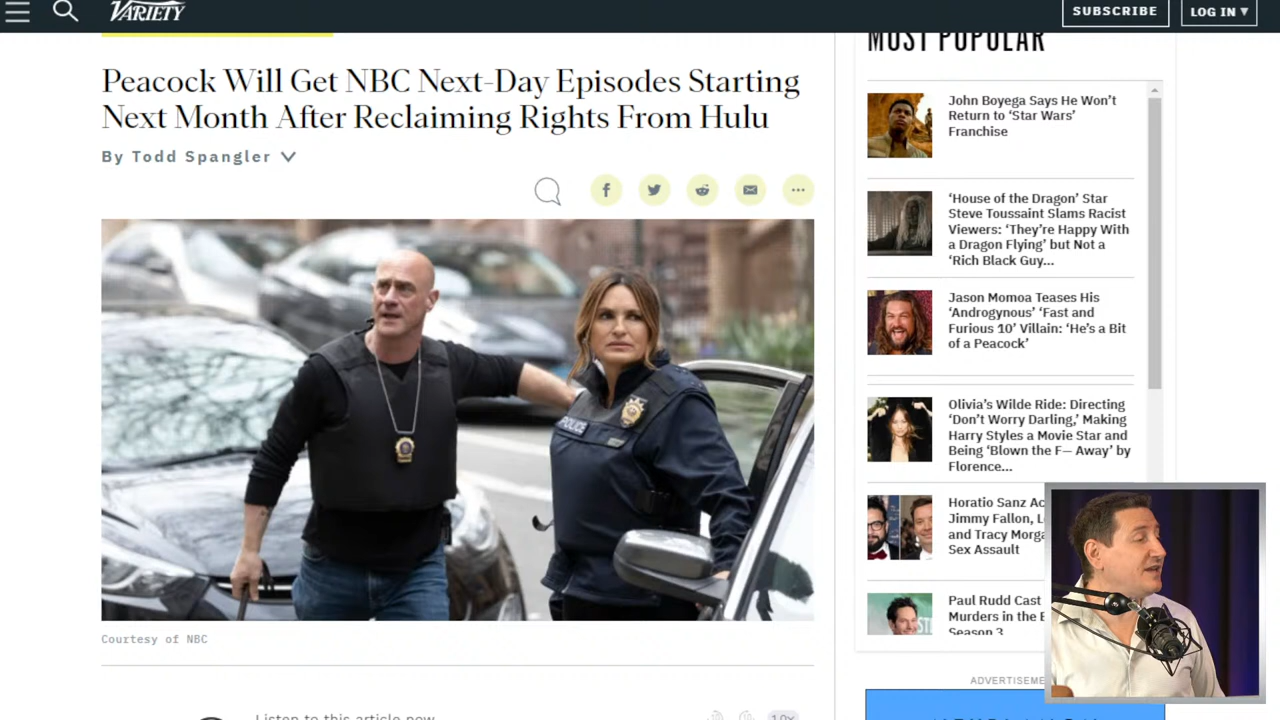 VARIETY
SUBSCRIBE
LOG IN ▼
Peacock Will Get NBC Next-Day Episodes Starting
Next Month After Reclaiming Rights From Hulu
By Todd Spangler
POLICE
Courtesy of NBC
Listen to this article now
1.0x
MOST POPULAR
John Boyega Says He Won’t
Return to ‘Star Wars’
Franchise
‘House of the Dragon’ Star
Steve Toussaint Slams Racist
Viewers: ‘They’re Happy With
a Dragon Flying’ but Not a
‘Rich Black Guy...
Jason Momoa Teases His
‘Androgynous’ ‘Fast and
Furious 10’ Villain: ‘He’s a Bit
of a Peacock’
Olivia’s Wilde Ride: Directing
‘Don’t Worry Darling,’ Making
Harry Styles a Movie Star and
Being ‘Blown the F— Away’ by
Florence...
Horatio Sanz
Jimmy Fallon,
and Tracy
Sex Assault
Paul Rudd Cast
Murders in the
Season 3